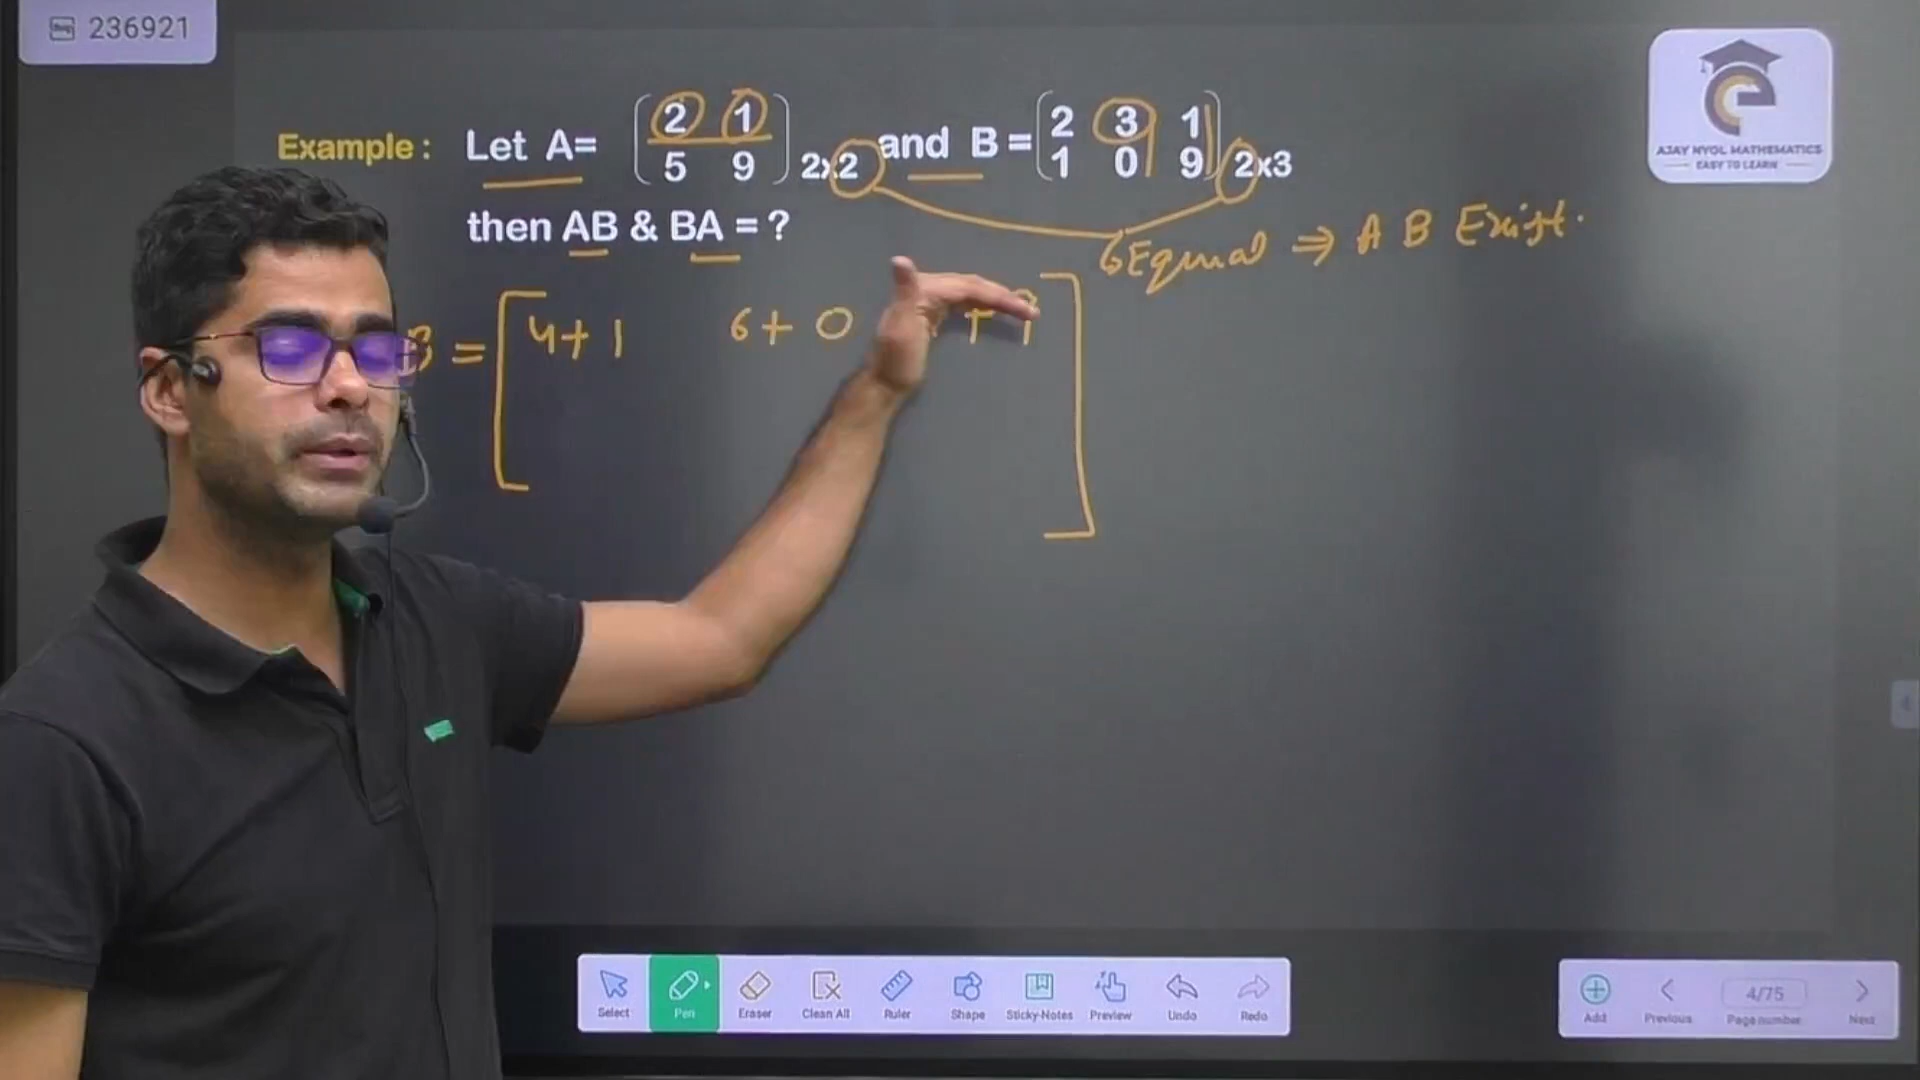 236921
Example : Let A= ( 2 1 5 9 ) 2x2 and B = ( 2 3 1 1 0 9 ) 2x3
then AB & BA = ?
Equal ⇒ A B Exist.
B = [ 4+1 6+0 + 9 ]
AJAY NYOL MATHEMATICS
EASY TO LEARN
Select Pen Eraser Clean All Ruler Shape Sticky-Notes Preview Undo Redo
Add Previous 4/75 Page number Next